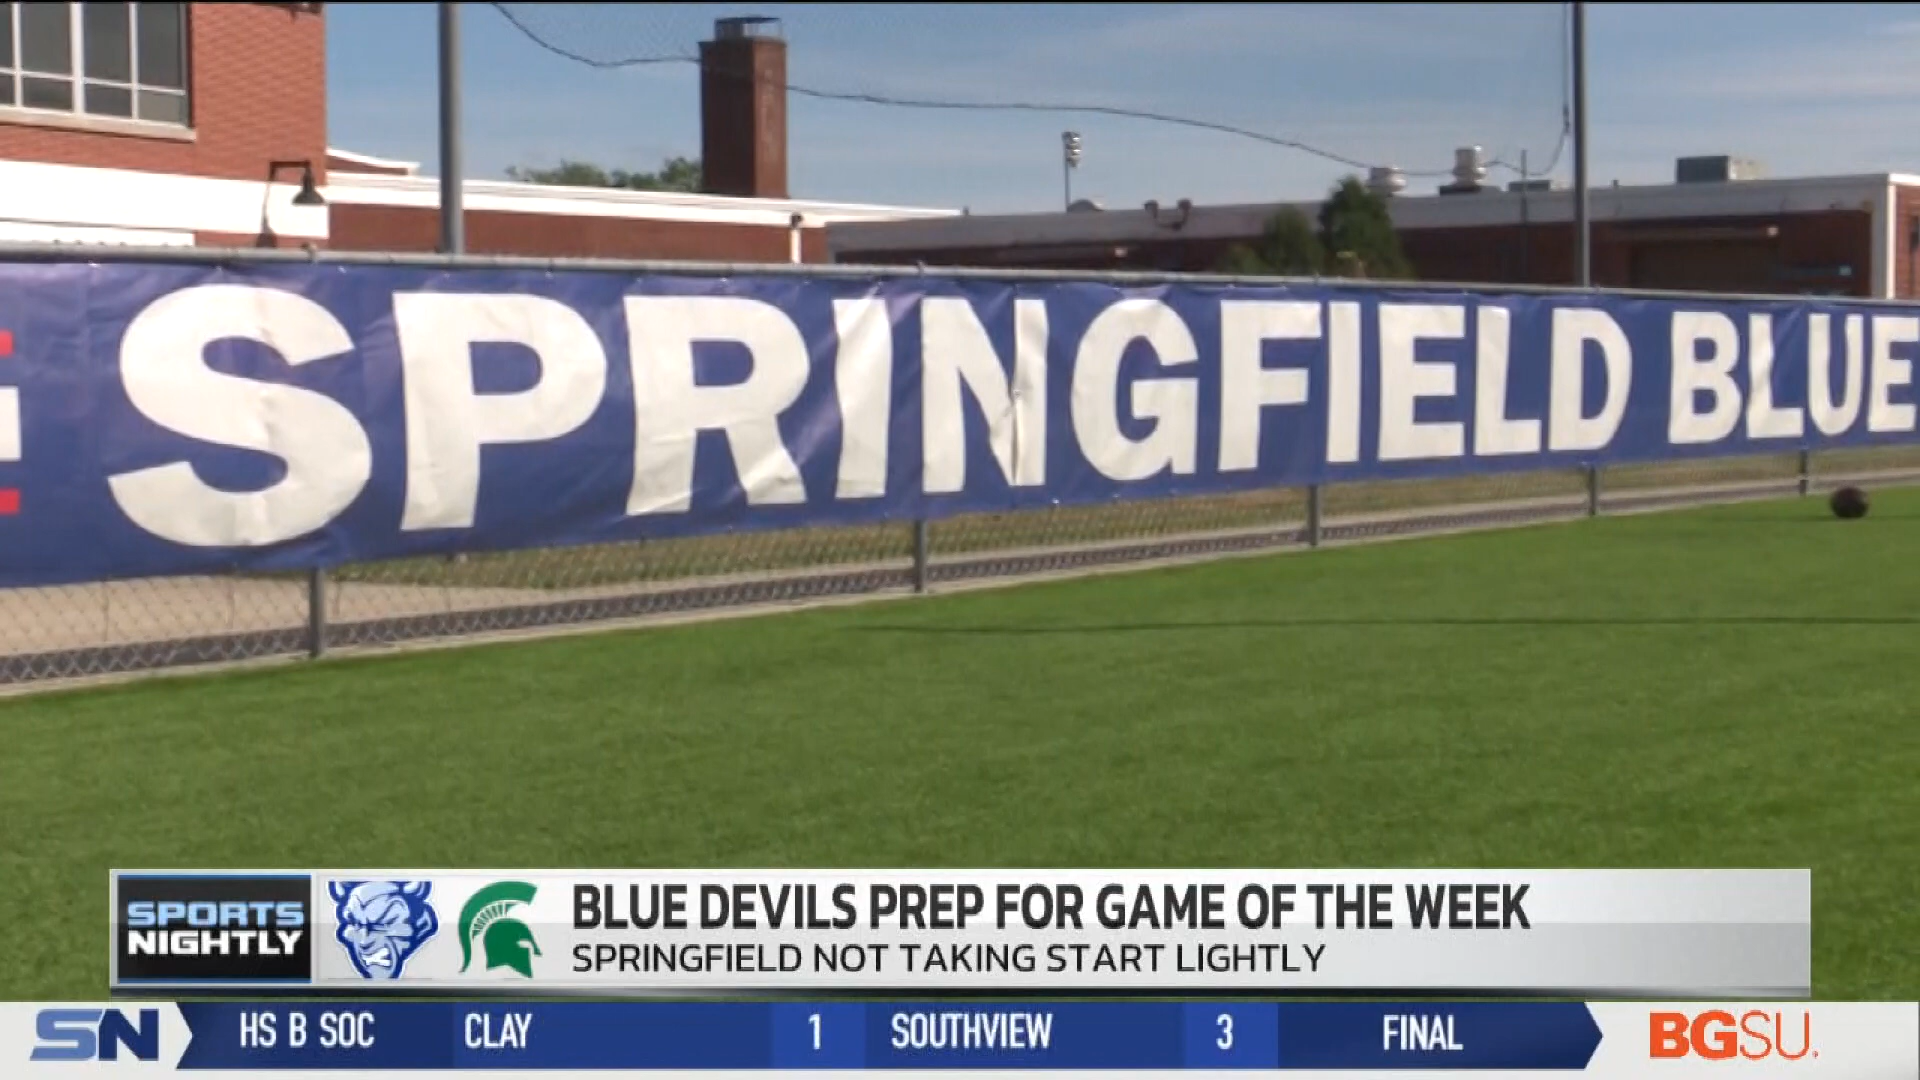 SPRINGFIELD BLUE
SPORTS NIGHTLY
BLUE DEVILS PREP FOR GAME OF THE WEEK
SPRINGFIELD NOT TAKING START LIGHTLY
SN HS B SOC CLAY 1 SOUTHVIEW 3 FINAL BGSU.